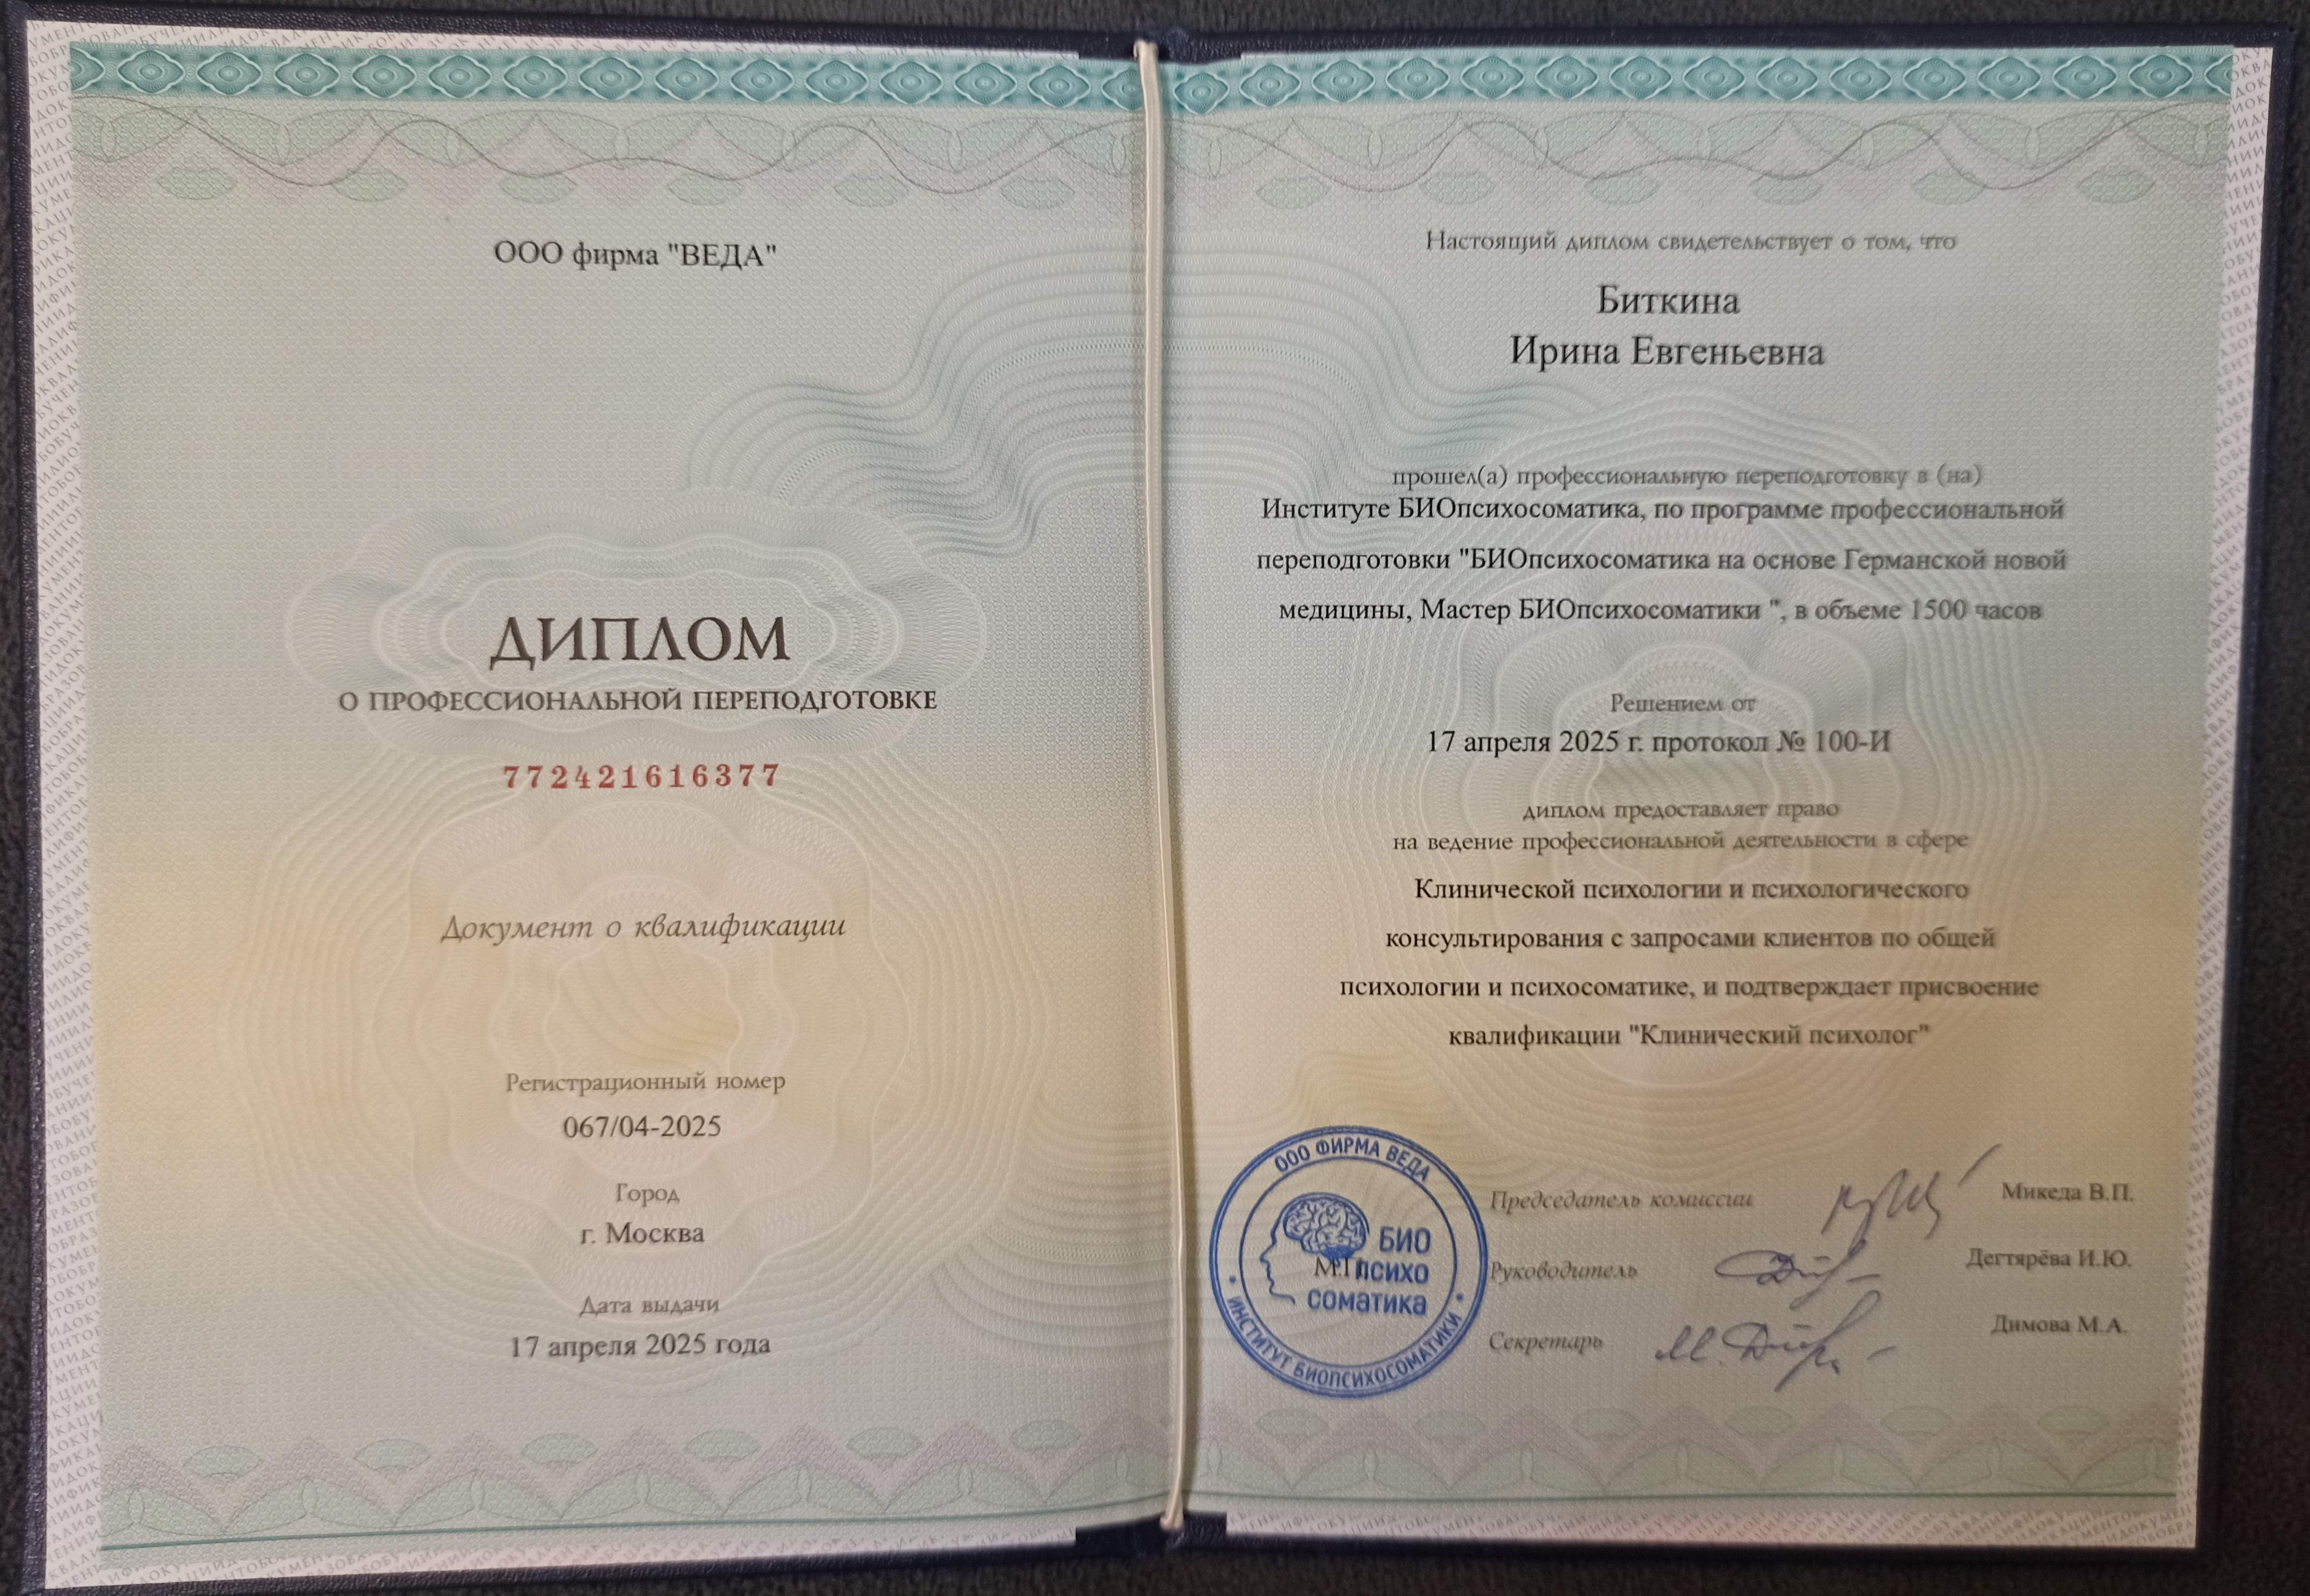 ООО фирма "ВЕДА"
ДИПЛОМ
О ПРОФЕССИОНАЛЬНОЙ ПЕРЕПОДГОТОВКЕ
772421616377
Документ о квалификации
Регистрационный номер
067/04-2025
Город
г. Москва
Дата выдачи
17 апреля 2025 года
Настоящий диплом свидетельствует о том, что
Биткина
Ирина Евгеньевна
прошел(а) профессиональную переподготовку в (на)
Институте БИОпсихосоматика, по программе профессиональной
переподготовки "БИОпсихосоматика на основе Германской новой
медицины, Мастер БИОпсихосоматики ", в объеме 1500 часов
Решением от
17 апреля 2025 г. протокол № 100-И
диплом предоставляет право
на ведение профессиональной деятельности в сфере
Клинической психологии и психологического
консультирования с запросами клиентов по общей
психологии и психосоматике, и подтверждает присвоение
квалификации "Клинический психолог"
Председатель комиссии Микеда В.П.
Руководитель Дегтярёва И.Ю.
Секретарь Димова М.А.
М.П.
ООО ФИРМА ВЕДА
БИО
ПСИХО
СОМАТИКА
ИНСТИТУТ БИОПСИХОСОМАТИКИ